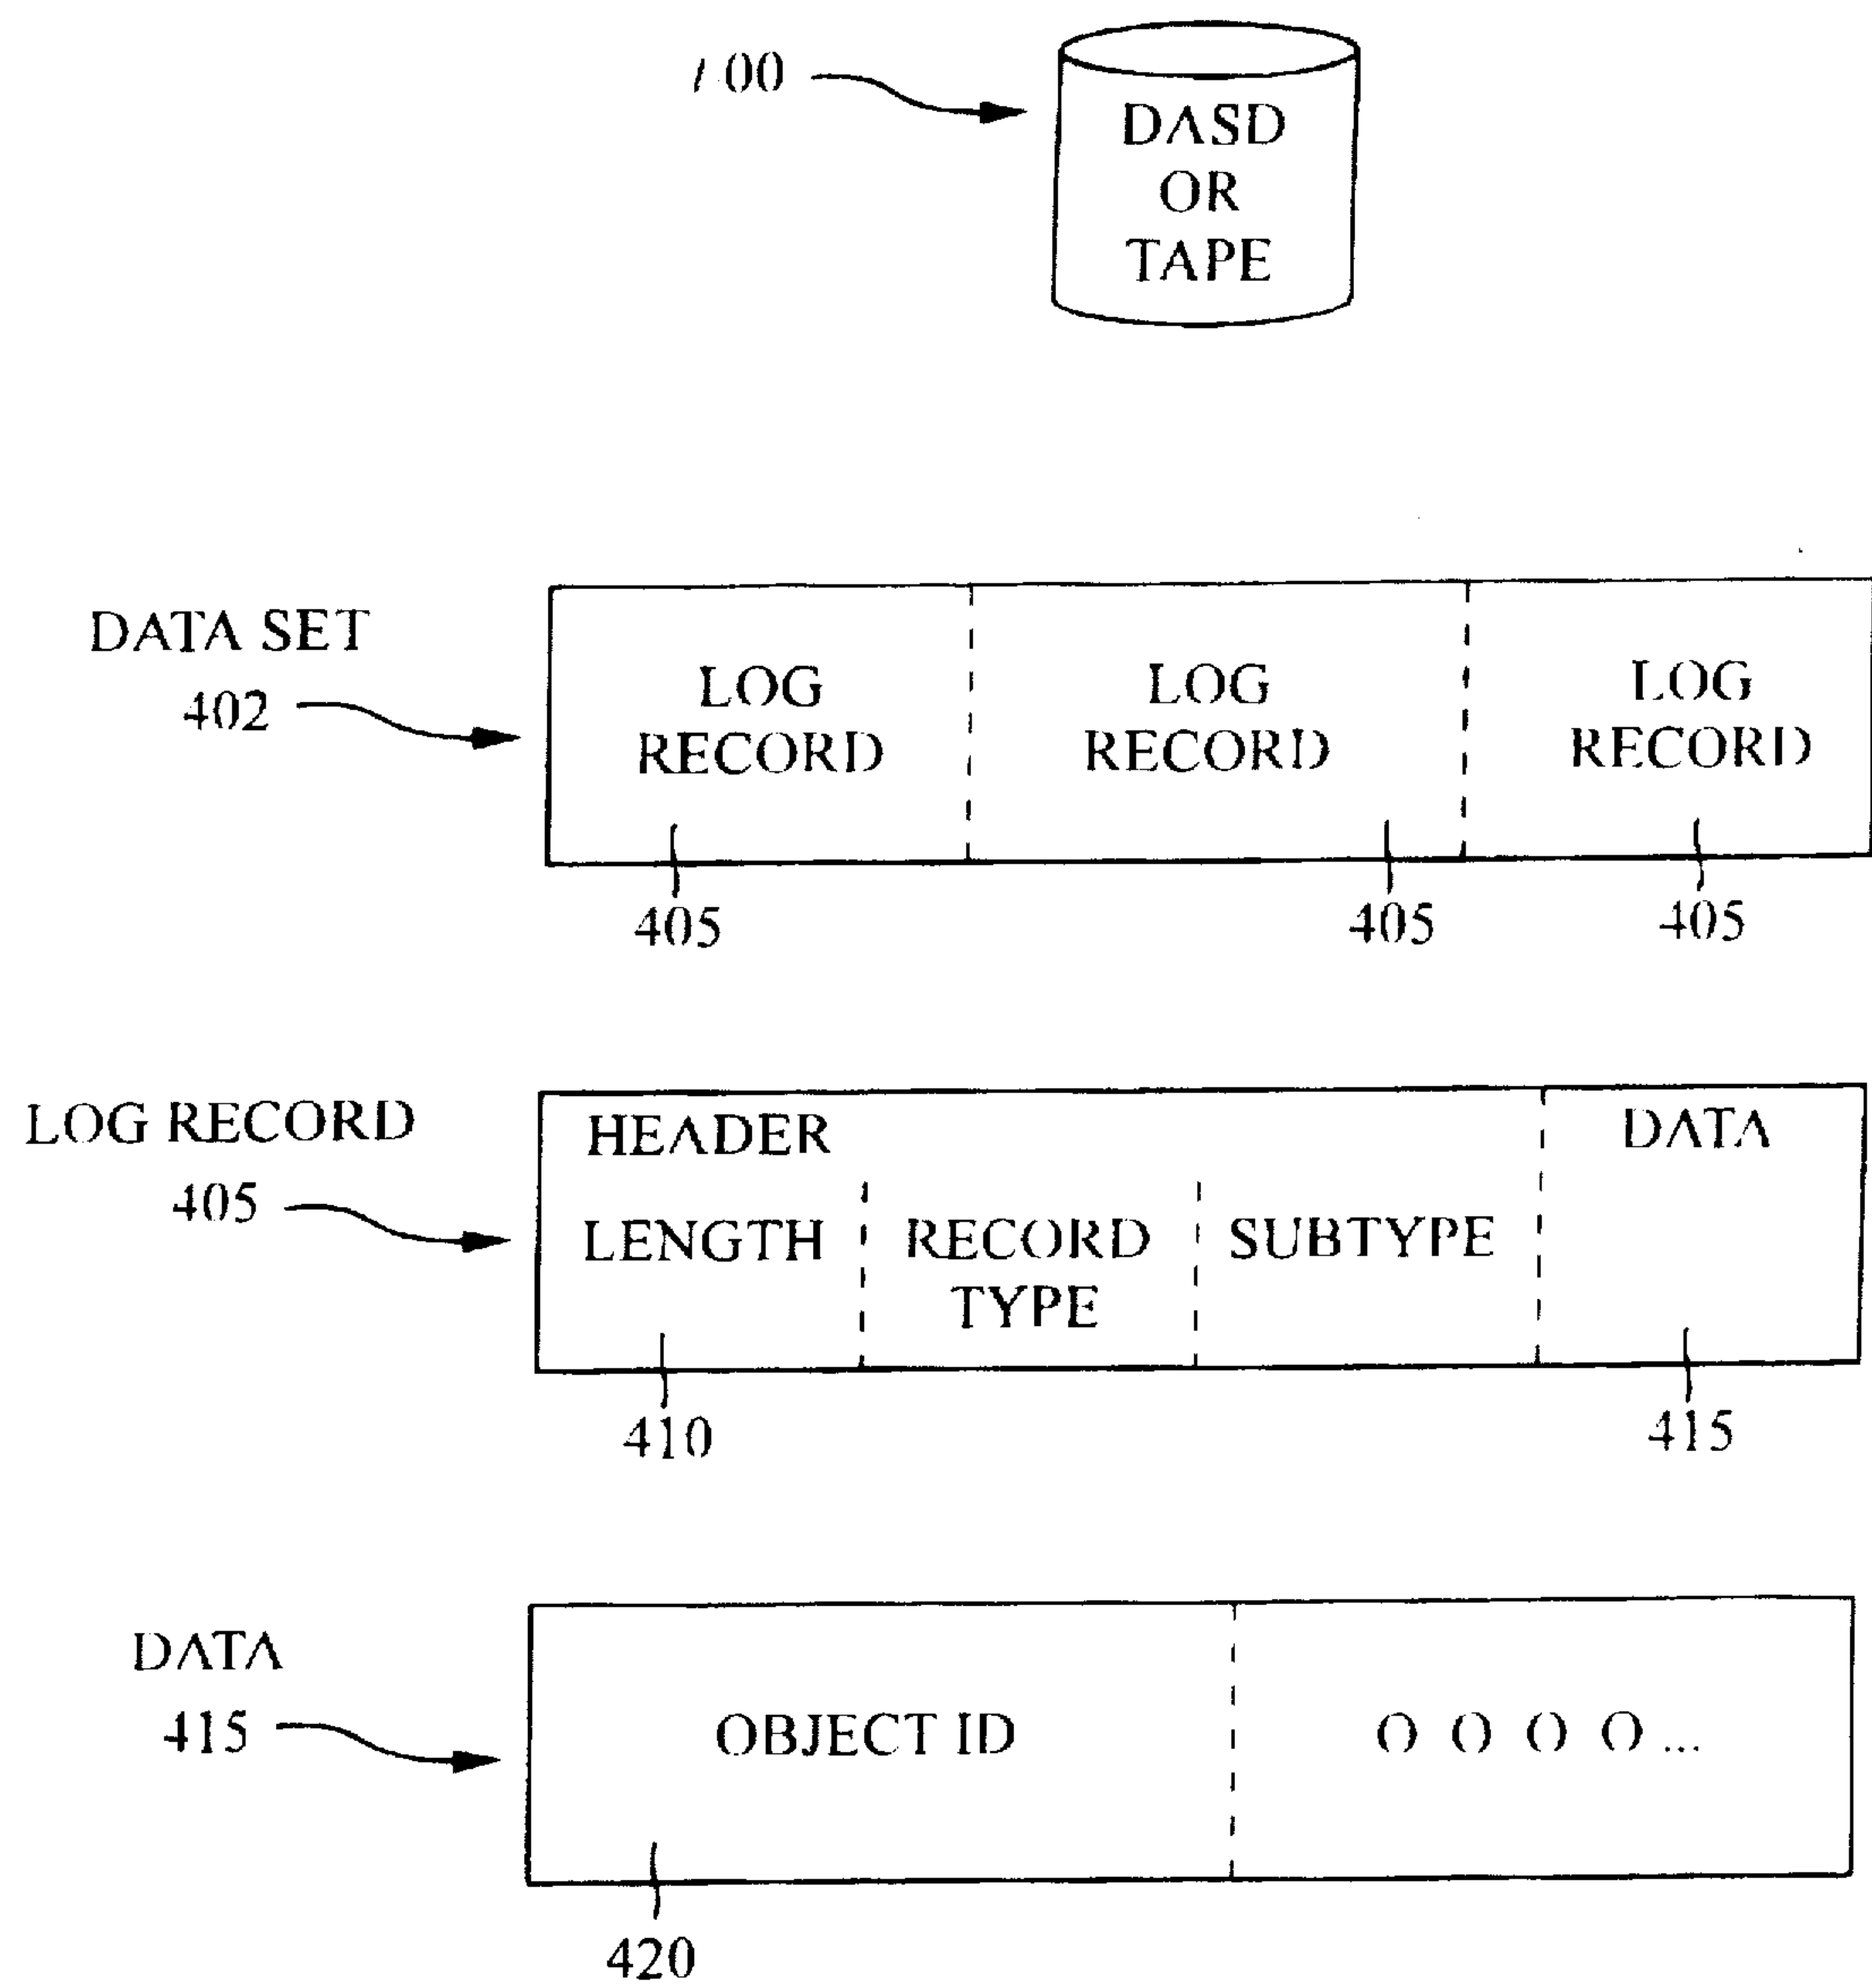 DASD
OR
TAPE
DATA SET
402
LOG
RECORD
LOG
RECORD
LOG
RECORD
405
405
405
LOG RECORD
405
HEADER
DATA
LENGTH
RECORD
TYPE
SUBTYPE
410
415
DATA
415
OBJECT ID
O O O O ...
420